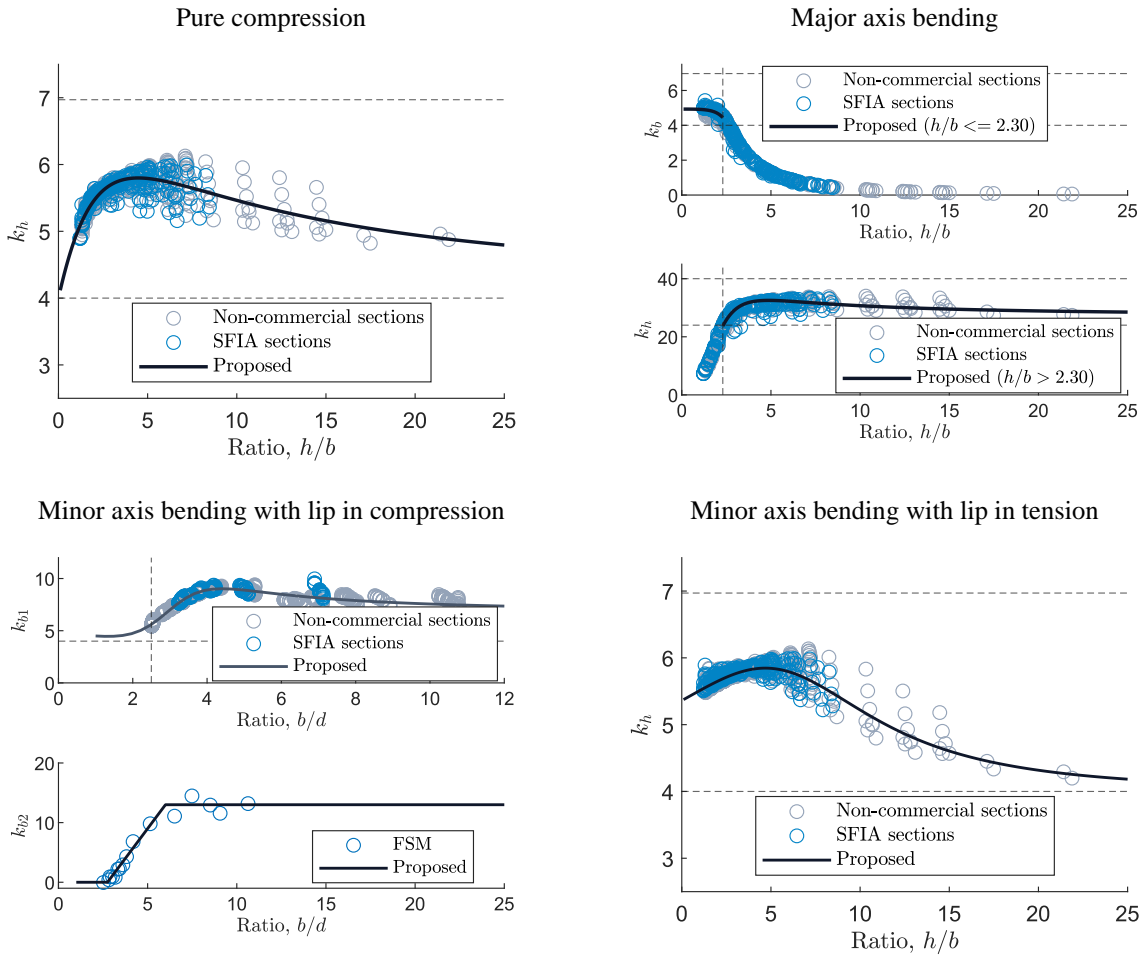 Pure compression
7
6
5
4
3
k_h
Non-commercial sections
SFIA sections
Proposed
0 5 10 15 20 25
Ratio, h/b
Major axis bending
6
4
2
0
k_b
Non-commercial sections
SFIA sections
Proposed (h/b <= 2.30)
0 5 10 15 20 25
Ratio, h/b
40
20
0
k_h
Non-commercial sections
SFIA sections
Proposed (h/b > 2.30)
0 5 10 15 20 25
Ratio, h/b
Minor axis bending with lip in compression
10
5
0
k_{b1}
Non-commercial sections
SFIA sections
Proposed
0 2 4 6 8 10 12
Ratio, b/d
20
10
0
k_{b2}
FSM
Proposed
0 5 10 15 20 25
Ratio, b/d
Minor axis bending with lip in tension
7
6
5
4
3
k_h
Non-commercial sections
SFIA sections
Proposed
0 5 10 15 20 25
Ratio, h/b